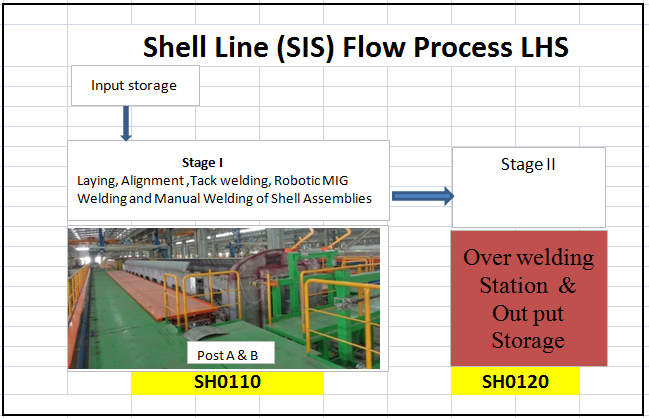 Shell Line (SIS) Flow Process LHS
Input storage
Stage I
Laying, Alignment ,Tack welding, Robotic MIG
Welding and Manual Welding of Shell Assemblies
Stage II
Post A & B
Over welding
Station &
Out put
Storage
SH0110
SH0120